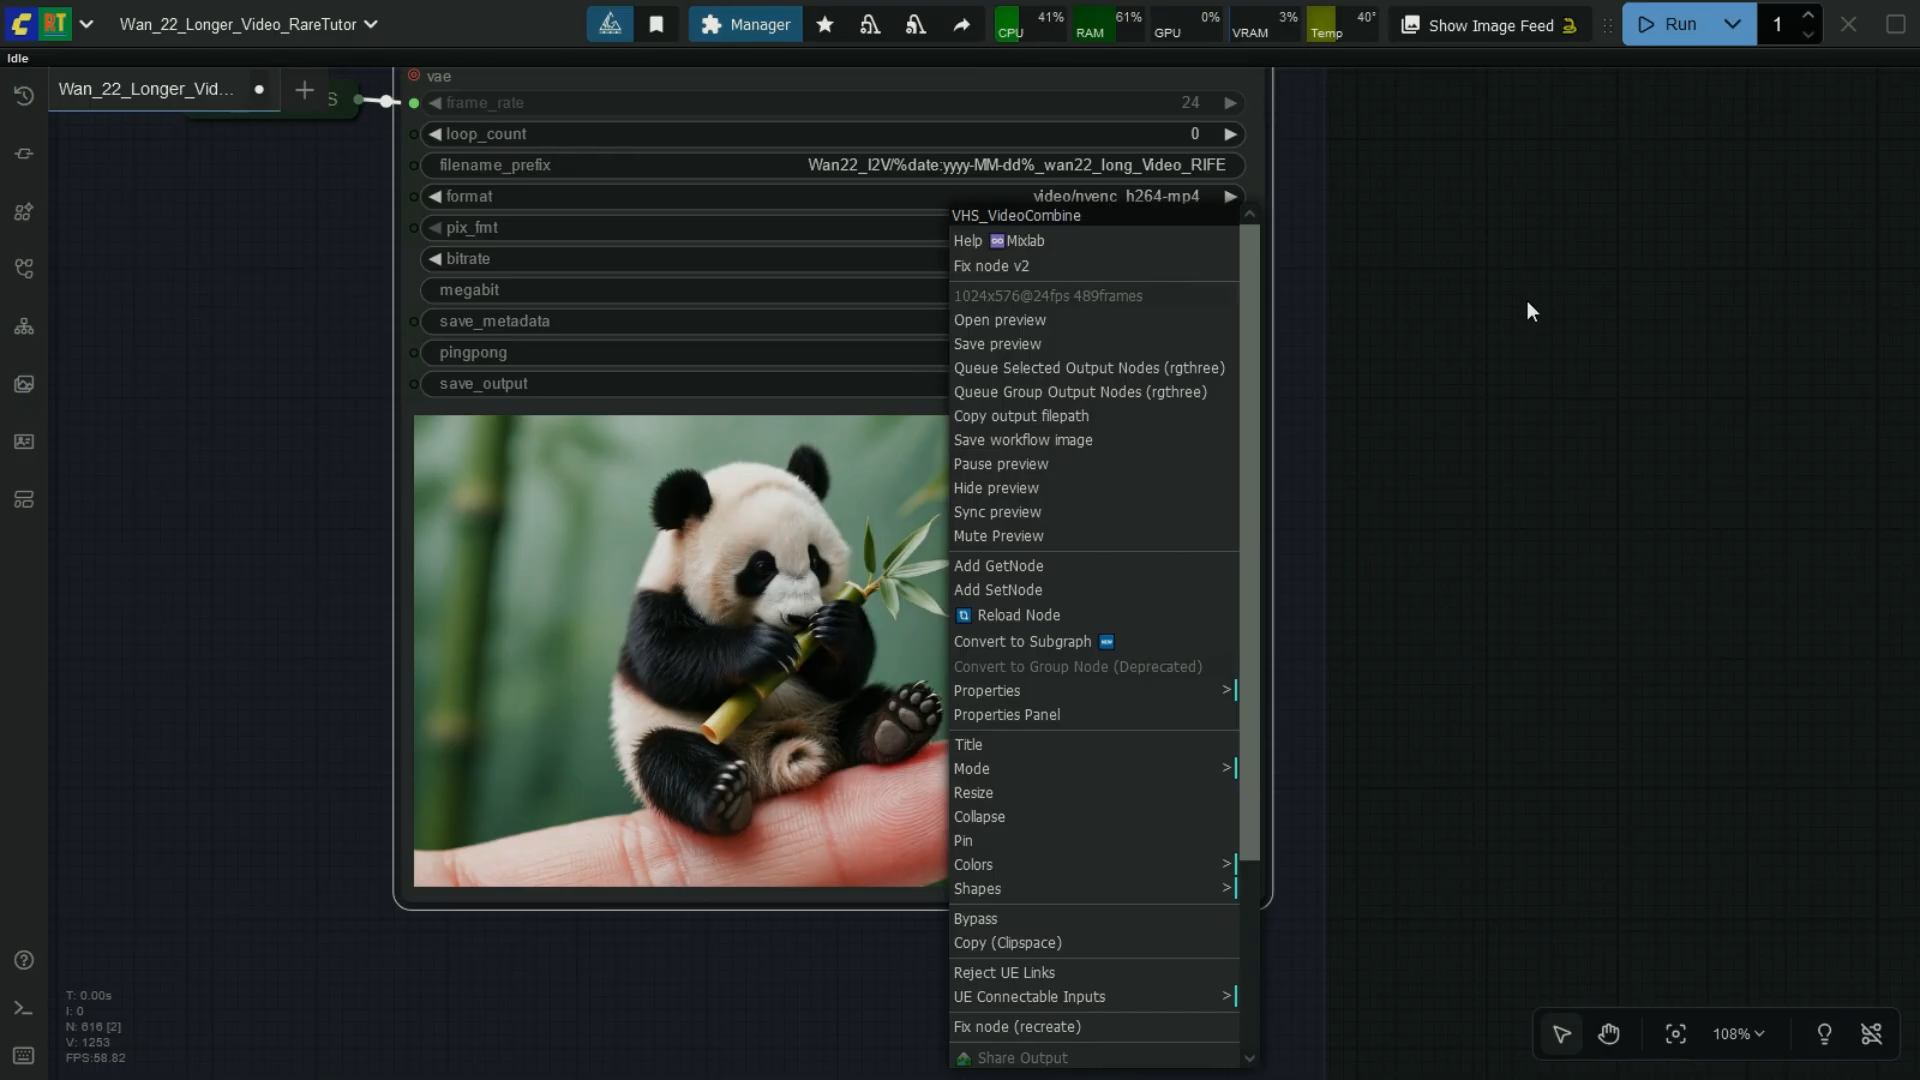 RT
Wan_22_Longer_Video_RareTutor
Manager
CPU
41%
RAM
61%
GPU
0%
VRAM
3%
Temp
40°
Show Image Feed
Run
1
Idle
Wan_22_Longer_Vid...
S
vae
frame_rate
24
loop_count
0
filename_prefix
Wan22_I2V/%date:yyyy-MM-dd%_wan22_long_Video_RIFE
format
video/nvenc_h264-mp4
pix_fmt
bitrate
megabit
save_metadata
pingpong
save_output
VHS_VideoCombine
Help ♾️Mixlab
Fix node v2
1024x576@24fps 489frames
Open preview
Save preview
Queue Selected Output Nodes (rgthree)
Queue Group Output Nodes (rgthree)
Copy output filepath
Save workflow image
Pause preview
Hide preview
Sync preview
Mute Preview
Add GetNode
Add SetNode
Reload Node
Convert to Subgraph 🆕
Convert to Group Node (Deprecated)
Properties >
Properties Panel
Title
Mode >
Resize
Collapse
Pin
Colors >
Shapes >
Bypass
Copy (Clipspace)
Reject UE Links
UE Connectable Inputs >
Fix node (recreate)
Share Output
T: 0.00s
I: 0
N: 616 [2]
V: 1253
FPS:58.82
108%